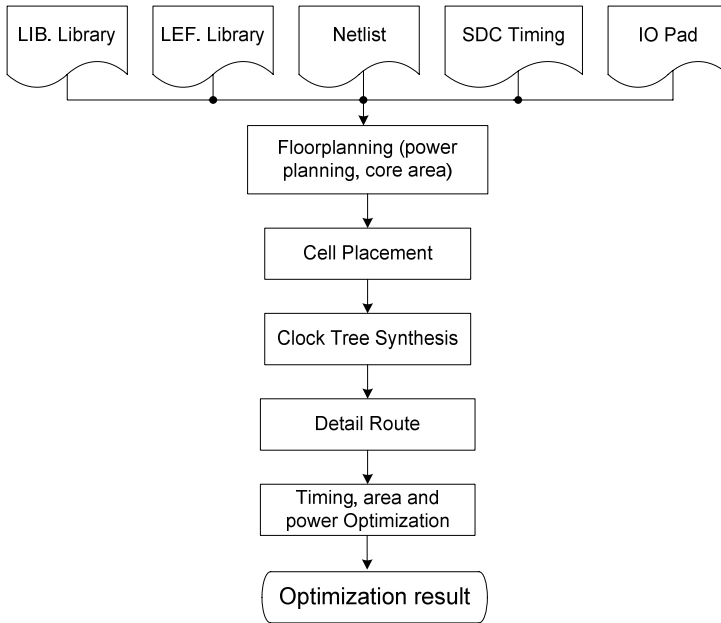 LIB. Library
LEF. Library
Netlist
SDC Timing
IO Pad
Floorplanning (power
planning, core area)
Cell Placement
Clock Tree Synthesis
Detail Route
Timing, area and
power Optimization
Optimization result